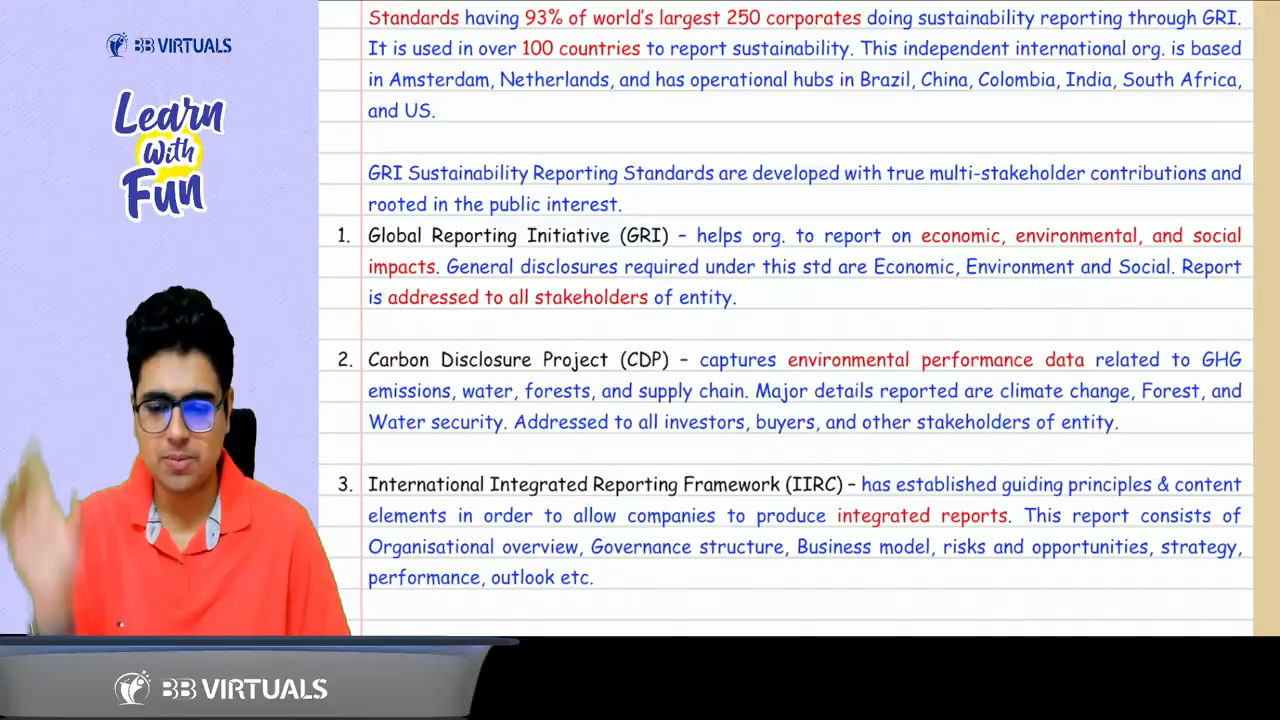 BB VIRTUALS
Learn
With
Fun
Standards having 93% of world's largest 250 corporates doing sustainability reporting through GRI.
It is used in over 100 countries to report sustainability. This independent international org. is based
in Amsterdam, Netherlands, and has operational hubs in Brazil, China, Colombia, India, South Africa,
and US.
GRI Sustainability Reporting Standards are developed with true multi-stakeholder contributions and
rooted in the public interest.
1. Global Reporting Initiative (GRI) – helps org. to report on economic, environmental, and social
impacts. General disclosures required under this std are Economic, Environment and Social. Report
is addressed to all stakeholders of entity.
2. Carbon Disclosure Project (CDP) – captures environmental performance data related to GHG
emissions, water, forests, and supply chain. Major details reported are climate change, Forest, and
Water security. Addressed to all investors, buyers, and other stakeholders of entity.
3. International Integrated Reporting Framework (IIRC) – has established guiding principles & content
elements in order to allow companies to produce integrated reports. This report consists of
Organisational overview, Governance structure, Business model, risks and opportunities, strategy,
performance, outlook etc.
BB VIRTUALS